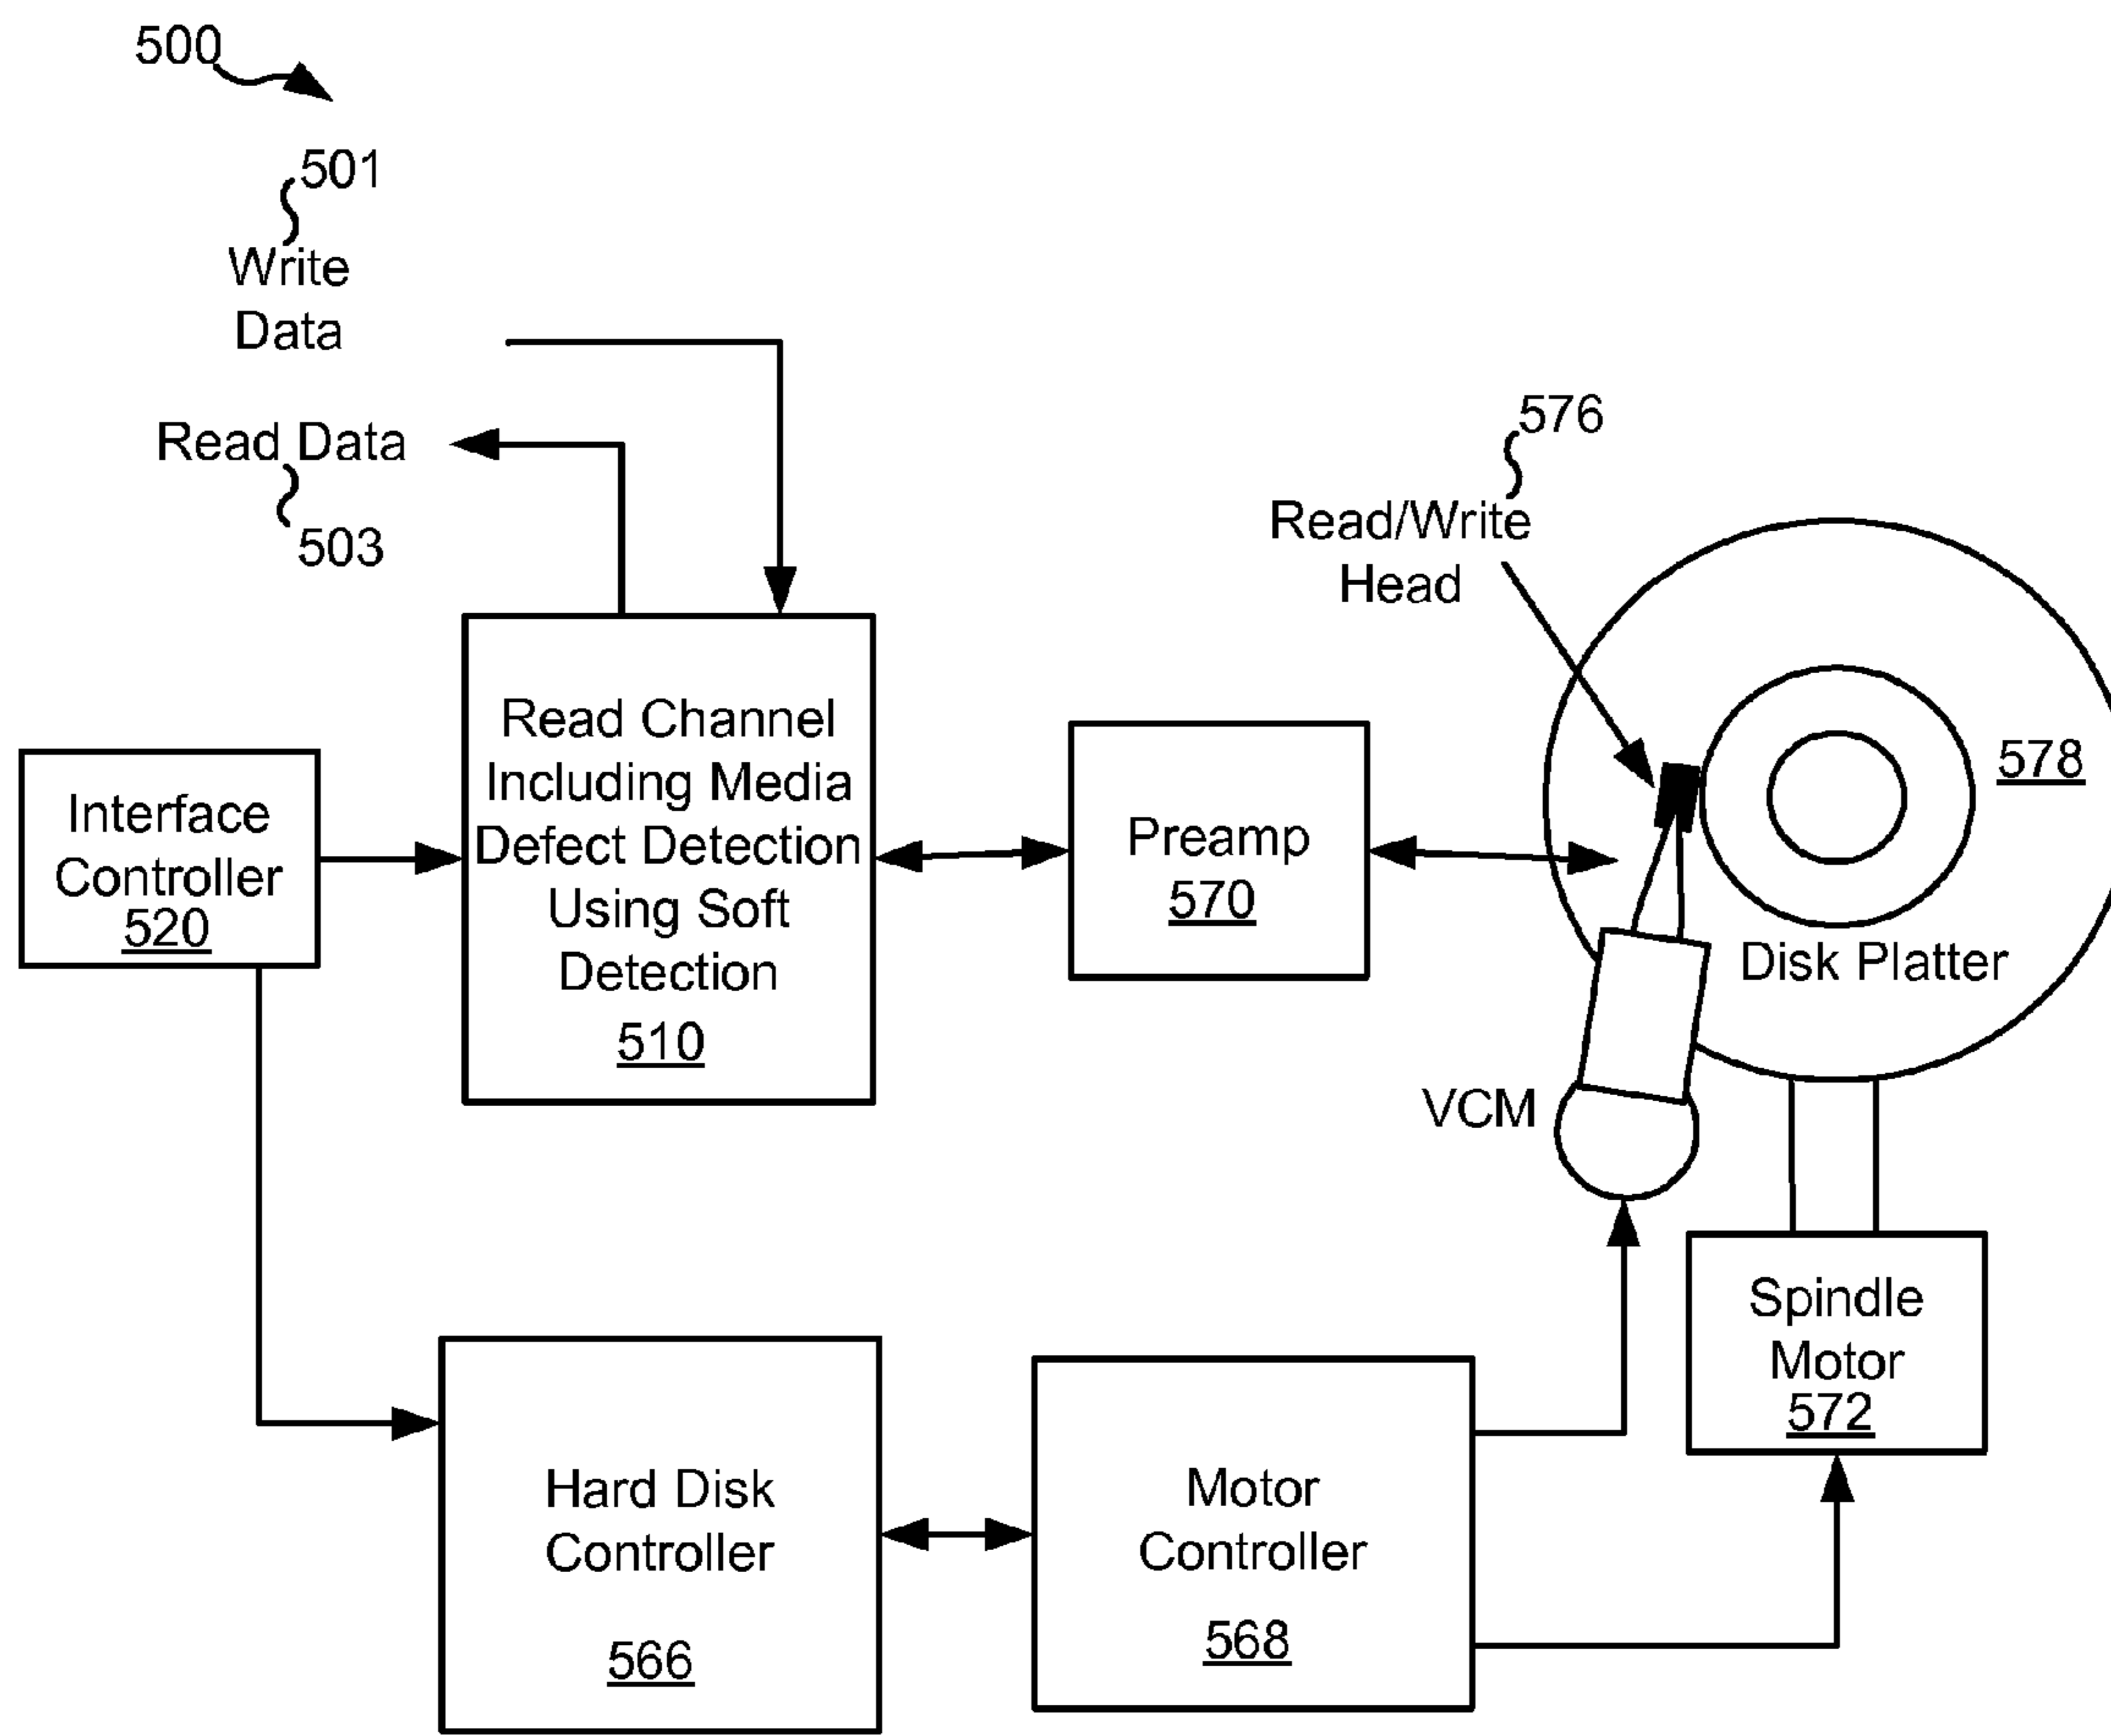 500
501
Write
Data
Read Data
503
576
Read/Write
Head
Read Channel
Including Media
Defect Detection
Using Soft
Detection
510
Interface
Controller
520
Preamp
570
578
Disk Platter
VCM
Spindle
Motor
572
Hard Disk
Controller
566
Motor
Controller
568